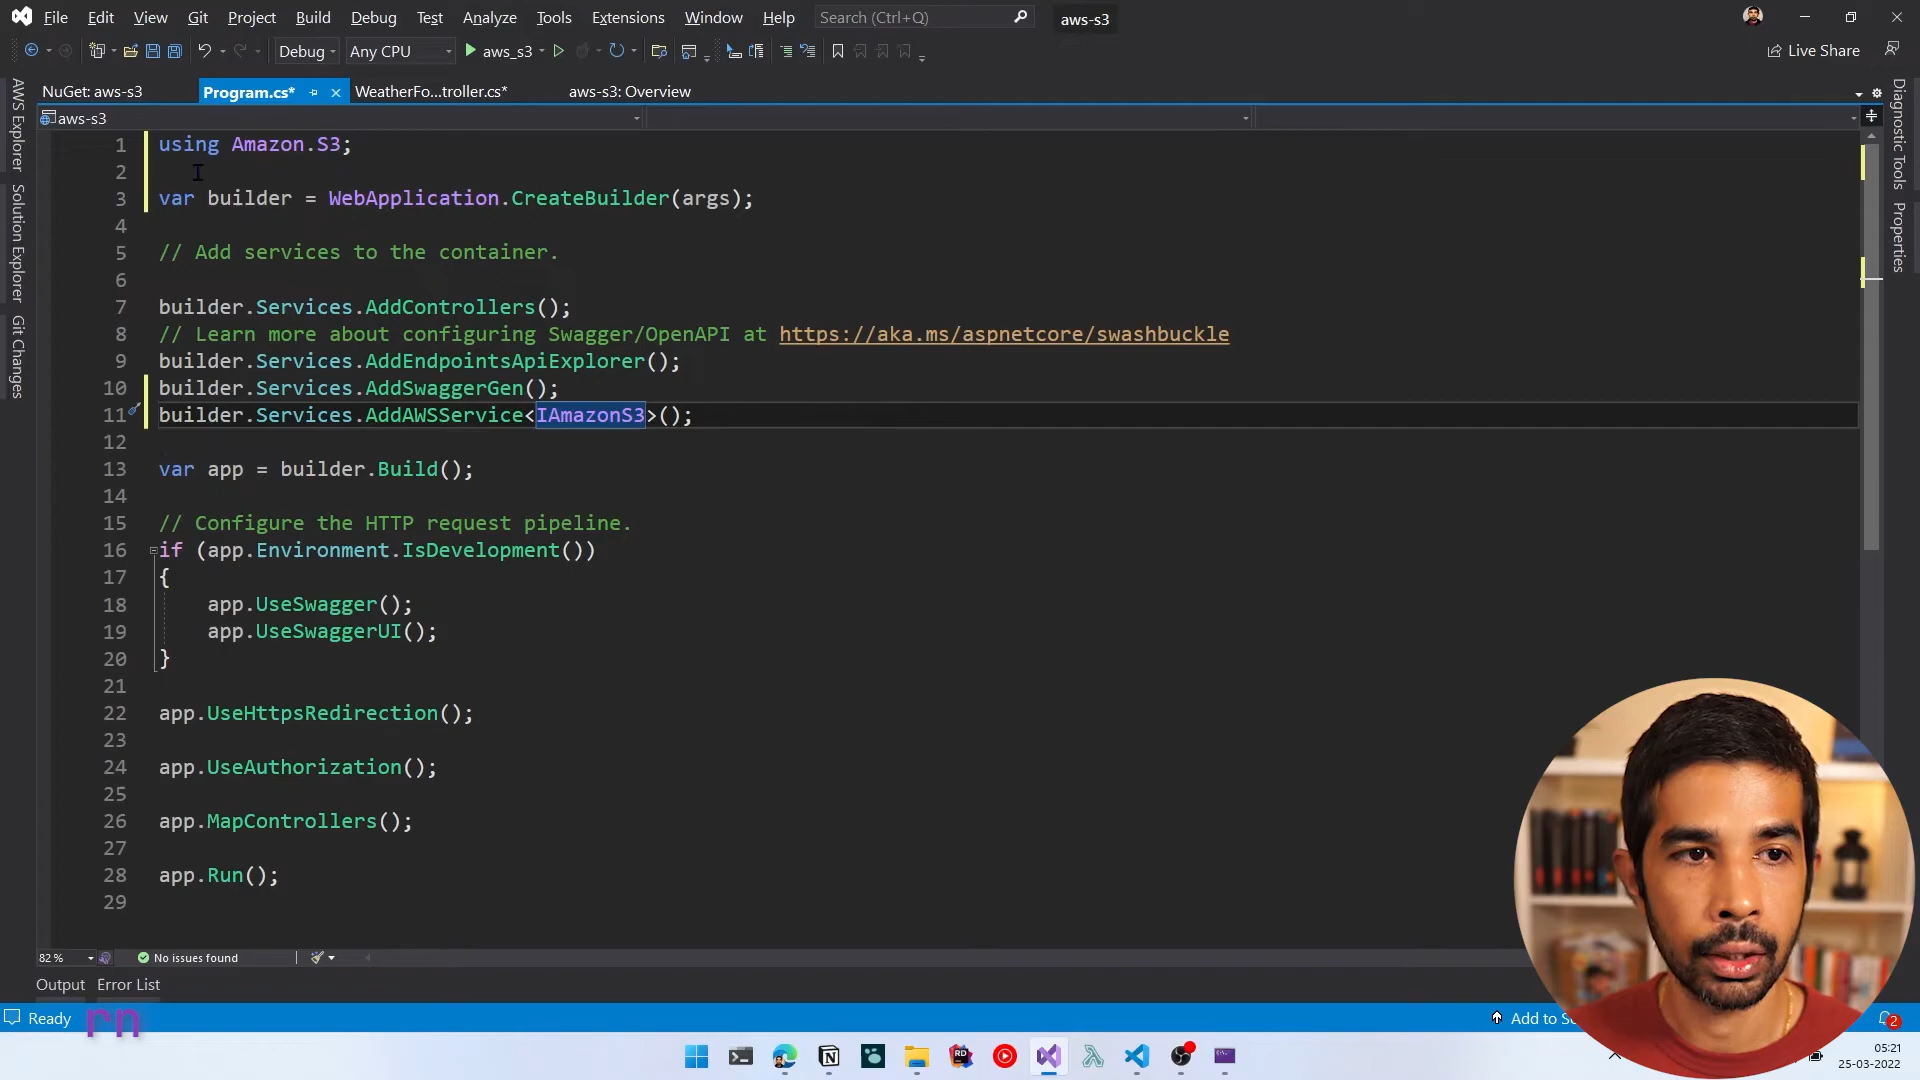 File Edit View Git Project Build Debug Test Analyze Tools Extensions Window Help Search (Ctrl+Q) aws-s3
Debug Any CPU aws_s3 Live Share
NuGet: aws-s3 Program.cs* WeatherFo...troller.cs* aws-s3: Overview
aws-s3
AWS Explorer
Solution Explorer
Git Changes
Diagnostic Tools
Properties
1 using Amazon.S3;
2
3 var builder = WebApplication.CreateBuilder(args);
4
5 // Add services to the container.
6
7 builder.Services.AddControllers();
8 // Learn more about configuring Swagger/OpenAPI at https://aka.ms/aspnetcore/swashbuckle
9 builder.Services.AddEndpointsApiExplorer();
10 builder.Services.AddSwaggerGen();
11 builder.Services.AddAWSService<IAmazonS3>();
12
13 var app = builder.Build();
14
15 // Configure the HTTP request pipeline.
16 if (app.Environment.IsDevelopment())
17 {
18 app.UseSwagger();
19 app.UseSwaggerUI();
20 }
21
22 app.UseHttpsRedirection();
23
24 app.UseAuthorization();
25
26 app.MapControllers();
27
28 app.Run();
29
82 % No issues found
Output Error List
Ready rn Add to 2
RD
05:21
25-03-2022